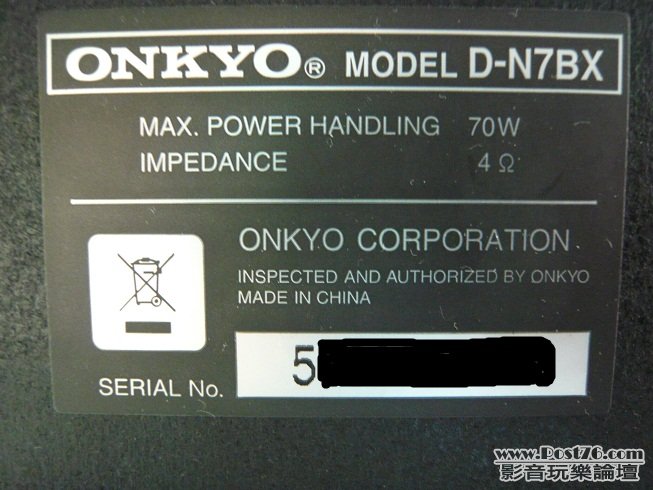 ONKYO® MODEL D-N7BX
MAX. POWER HANDLING 70W
IMPEDANCE 4 Ω
ONKYO CORPORATION
INSPECTED AND AUTHORIZED BY ONKYO
MADE IN CHINA
SERIAL No. 5
www.Post76.com
影音玩樂論壇